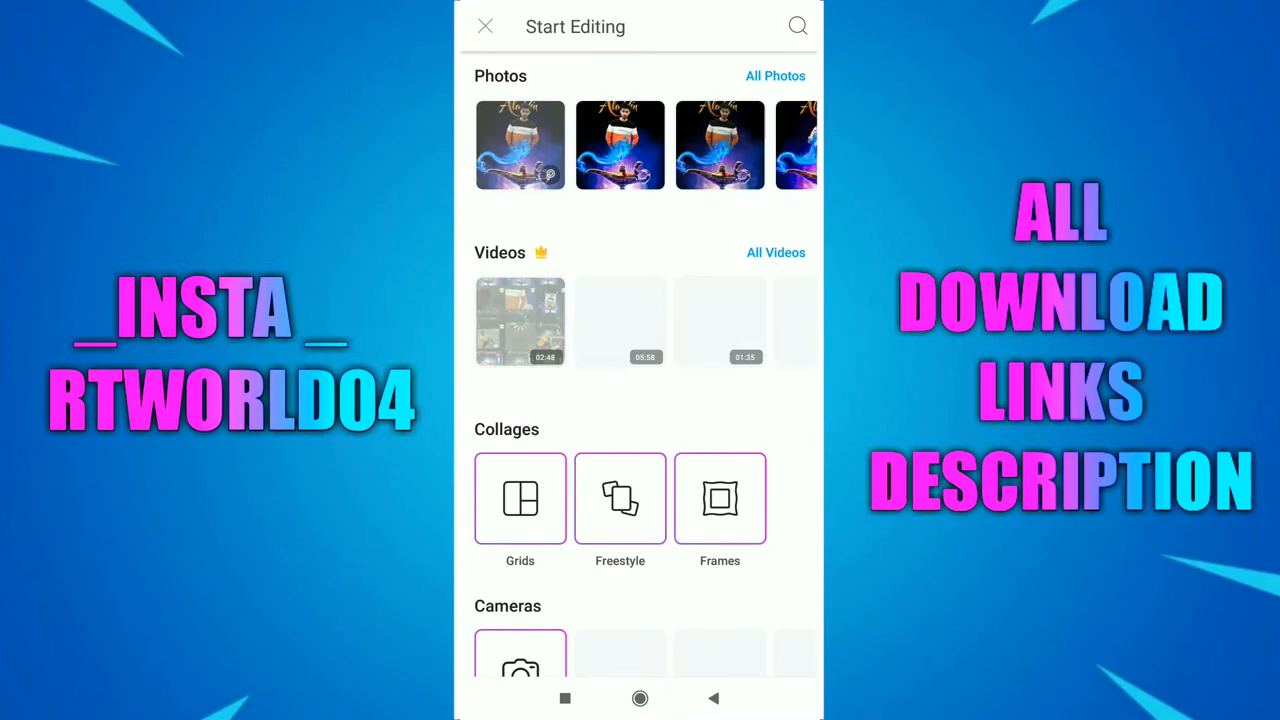 Start Editing
Photos
All Photos
Videos
All Videos
02:48
05:58
01:35
Collages
Grids
Freestyle
Frames
Cameras
_INSTA _
RTWORLD04
ALL
DOWNLOAD
LINKS
DESCRIPTION